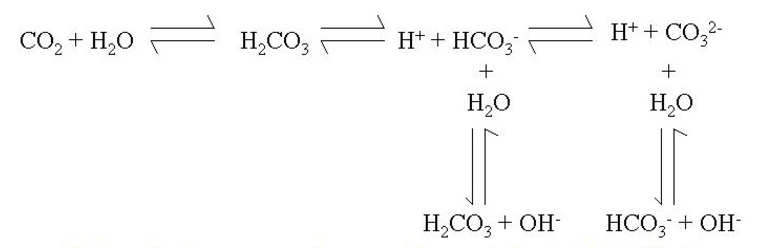 CO₂ + H₂O ⇌ H₂CO₃ ⇌ H⁺ + HCO₃⁻ ⇌ H⁺ + CO₃²⁻
+ +
H₂O H₂O
⇌ ⇌
H₂CO₃ + OH⁻ HCO₃⁻ + OH⁻